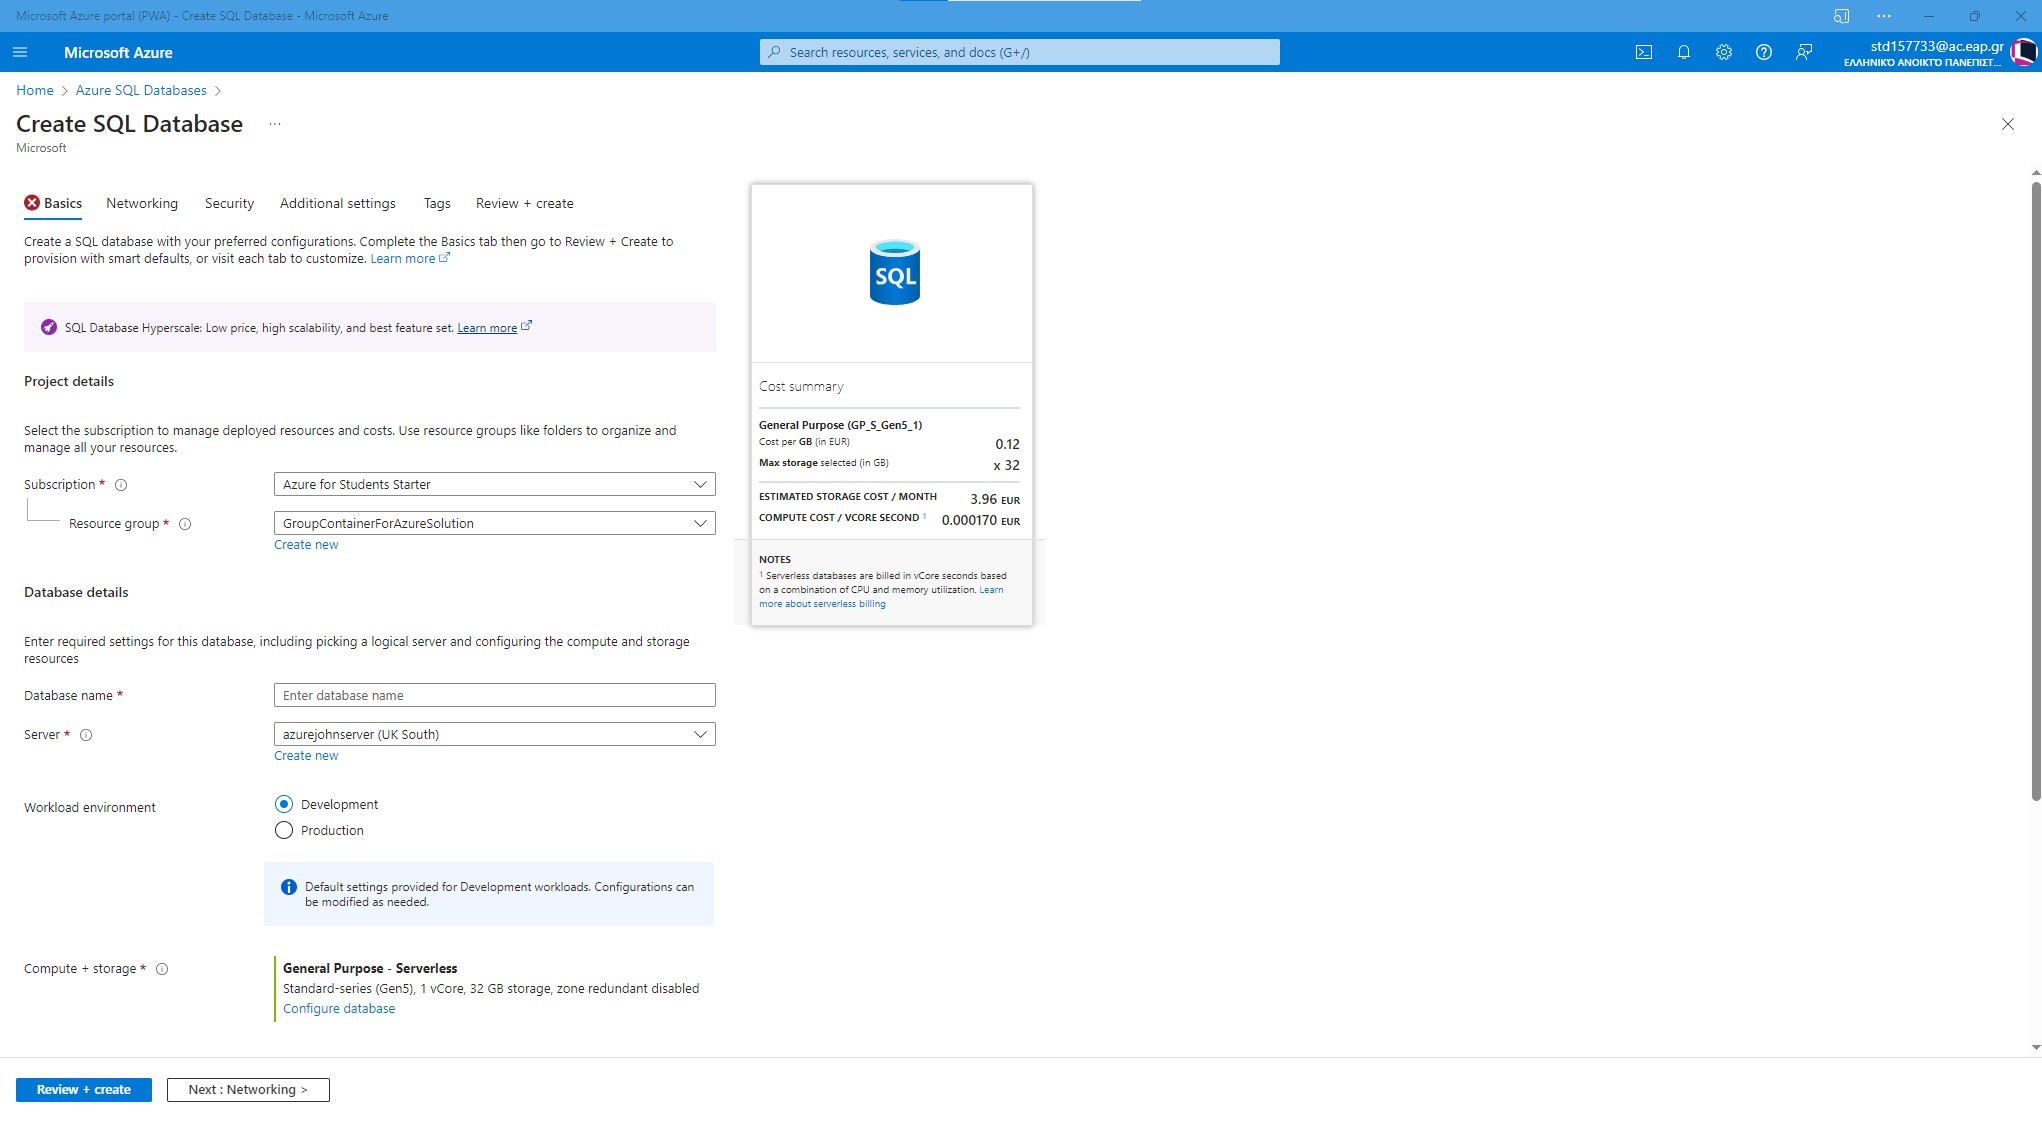 Microsoft Azure portal (PWA) - Create SQL Database - Microsoft Azure
Microsoft Azure
Search resources, services, and docs (G+/)
std157733@ac.eap.gr
ΕΛΛΗΝΙΚΌ ΑΝΟΙΚΤΌ ΠΑΝΕΠΙΣΤ...
Home > Azure SQL Databases >
Create SQL Database ...
Microsoft
Basics Networking Security Additional settings Tags Review + create
Create a SQL database with your preferred configurations. Complete the Basics tab then go to Review + Create to
provision with smart defaults, or visit each tab to customize. Learn more
SQL Database Hyperscale: Low price, high scalability, and best feature set. Learn more
Project details
Select the subscription to manage deployed resources and costs. Use resource groups like folders to organize and
manage all your resources.
Subscription *
Azure for Students Starter
Resource group *
GroupContainerForAzureSolution
Create new
Database details
Enter required settings for this database, including picking a logical server and configuring the compute and storage
resources
Database name *
Enter database name
Server *
azurejohnserver (UK South)
Create new
Workload environment
Development
Production
Default settings provided for Development workloads. Configurations can
be modified as needed.
Compute + storage *
General Purpose - Serverless
Standard-series (Gen5), 1 vCore, 32 GB storage, zone redundant disabled
Configure database
SQL
Cost summary
General Purpose (GP_S_Gen5_1)
Cost per GB (in EUR) 0.12
Max storage selected (in GB) x 32
ESTIMATED STORAGE COST / MONTH 3.96 EUR
COMPUTE COST / VCORE SECOND 1 0.000170 EUR
NOTES
1 Serverless databases are billed in vCore seconds based
on a combination of CPU and memory utilization. Learn
more about serverless billing
Review + create
Next : Networking >